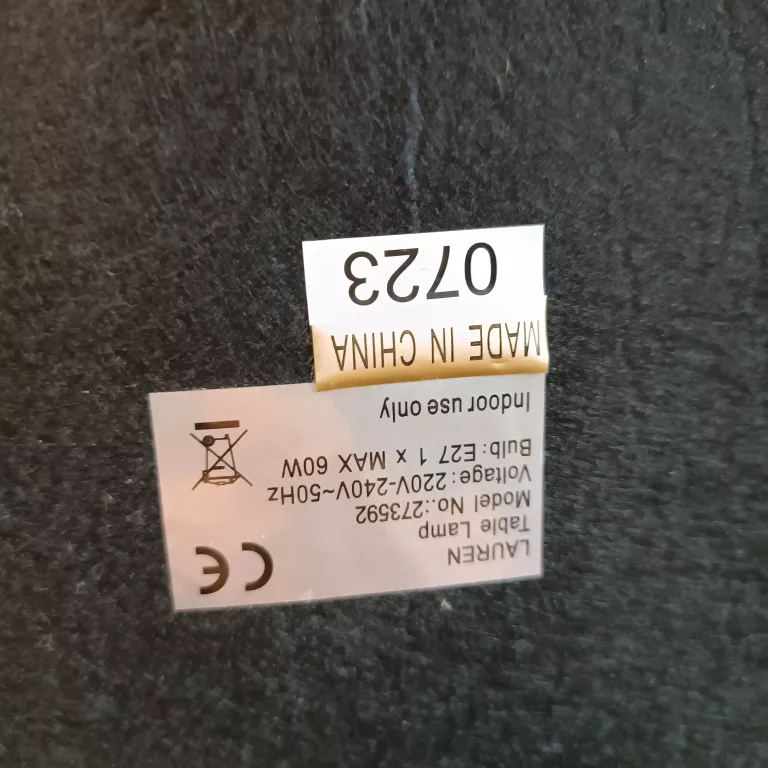 LAUREN
Table Lamp
Model No.:273592
Voltage: 220V-240V~50Hz
Bulb: E27 1 x MAX 60W
Indoor use only
CE
MADE IN CHINA
0723